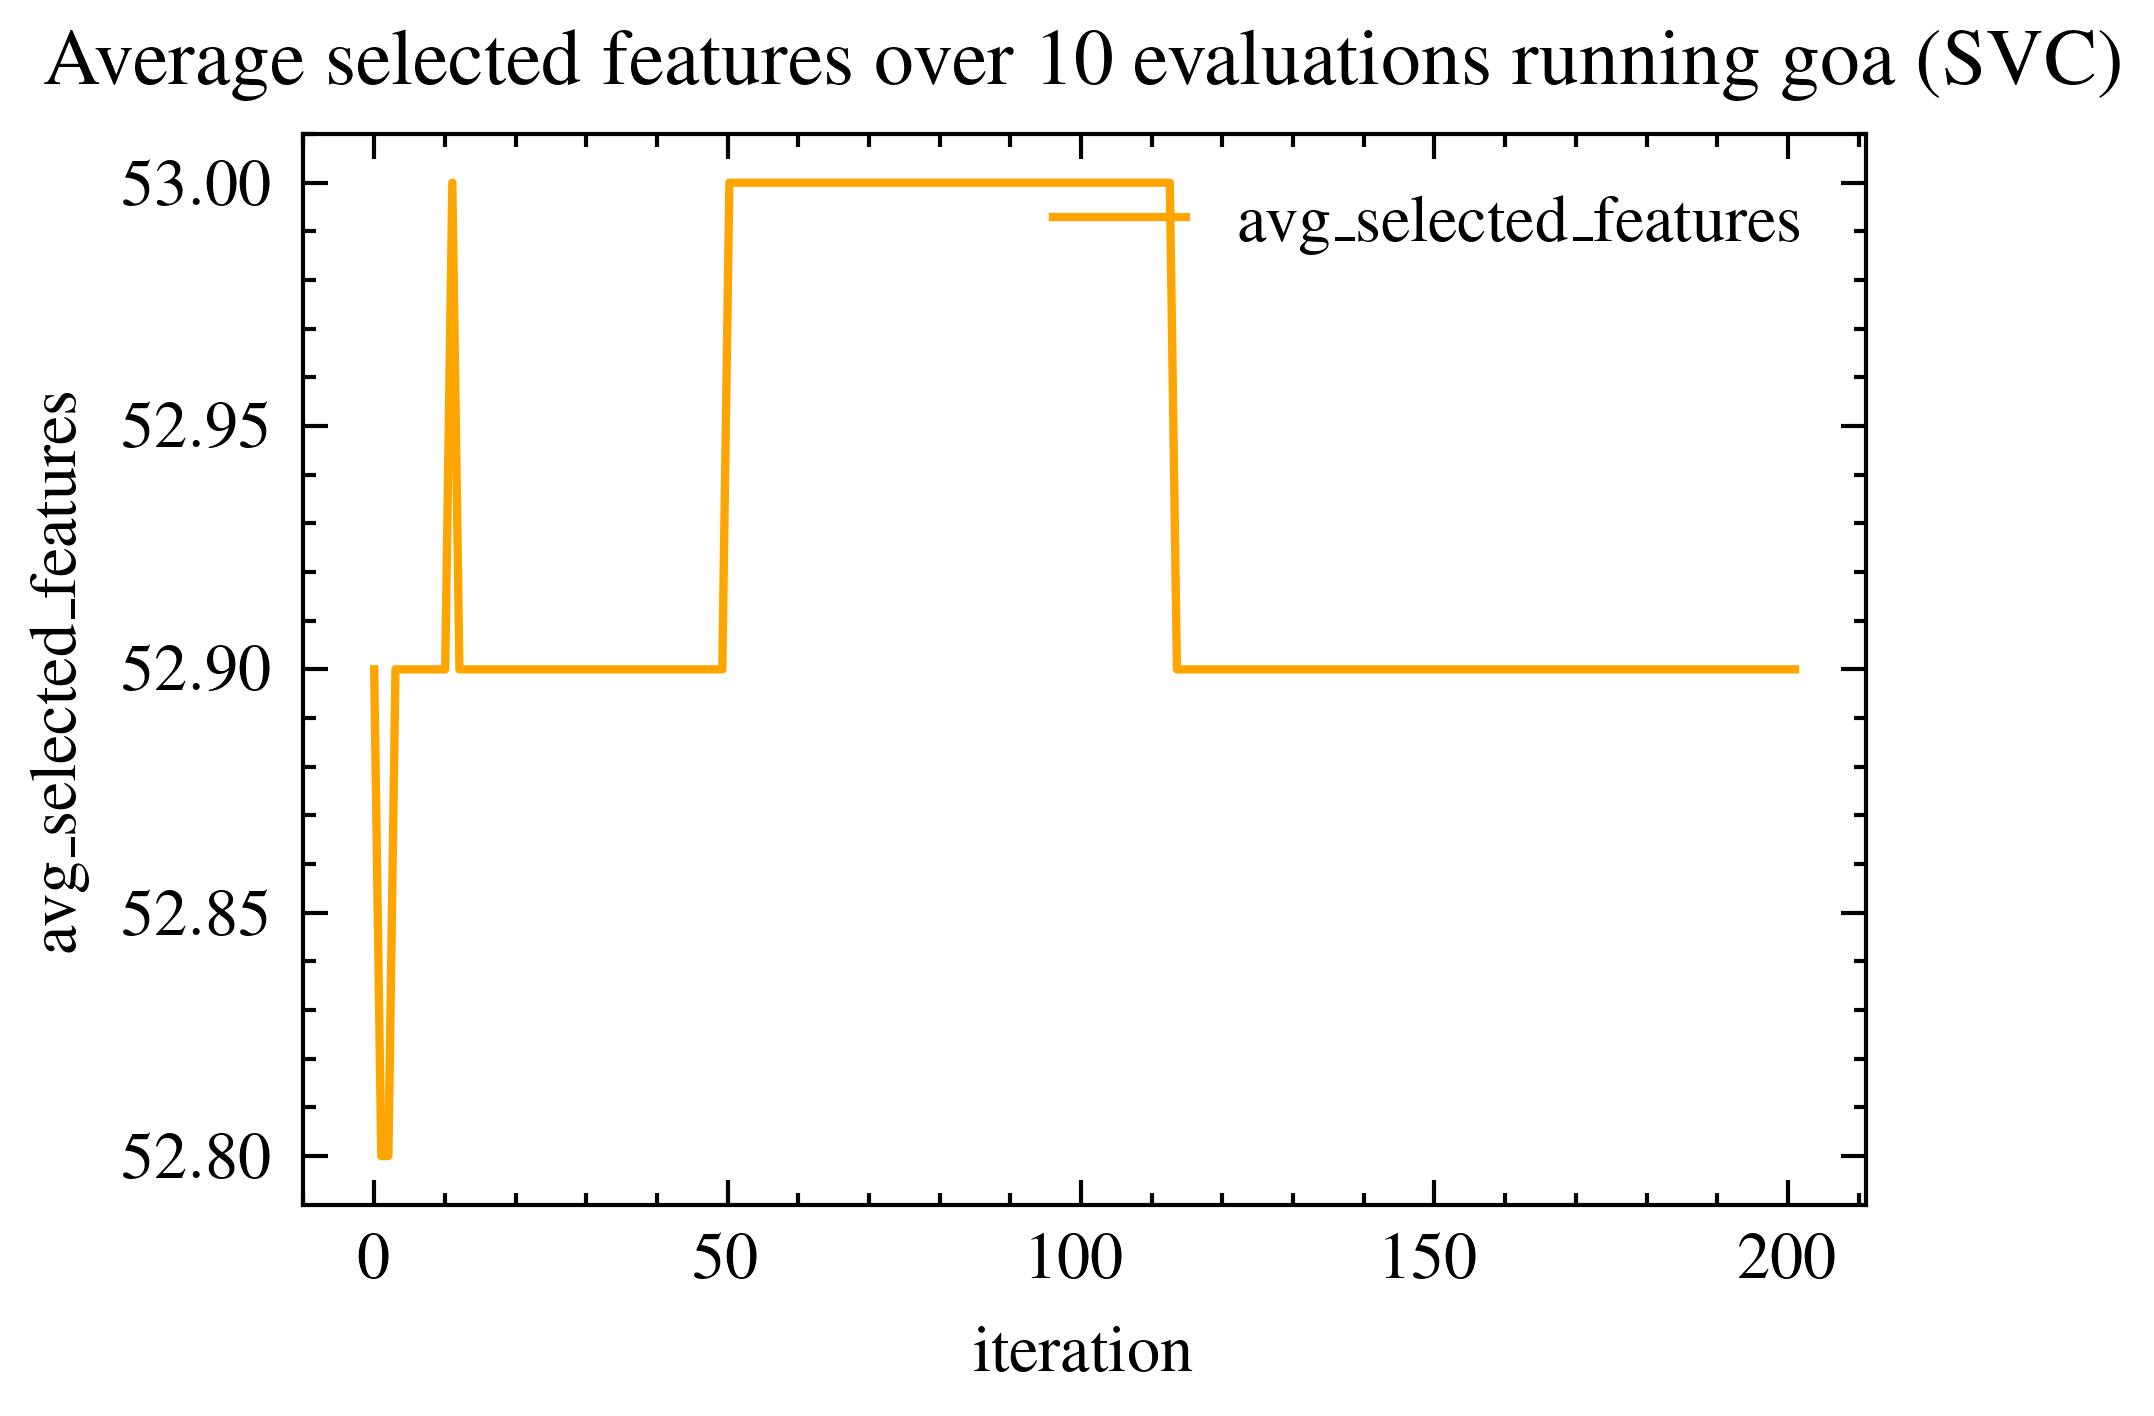 Average selected features over 10 evaluations running goa (SVC)
avg_selected_features
53.00
52.95
52.90
52.85
52.80
avg_selected_features
0 50 100 150 200
iteration